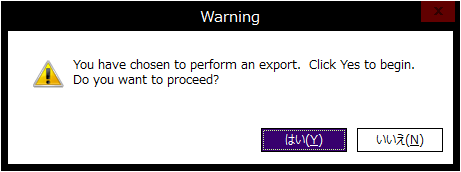 Warning
x
You have chosen to perform an export.  Click Yes to begin.
Do you want to proceed?
はい(Y)
いいえ(N)